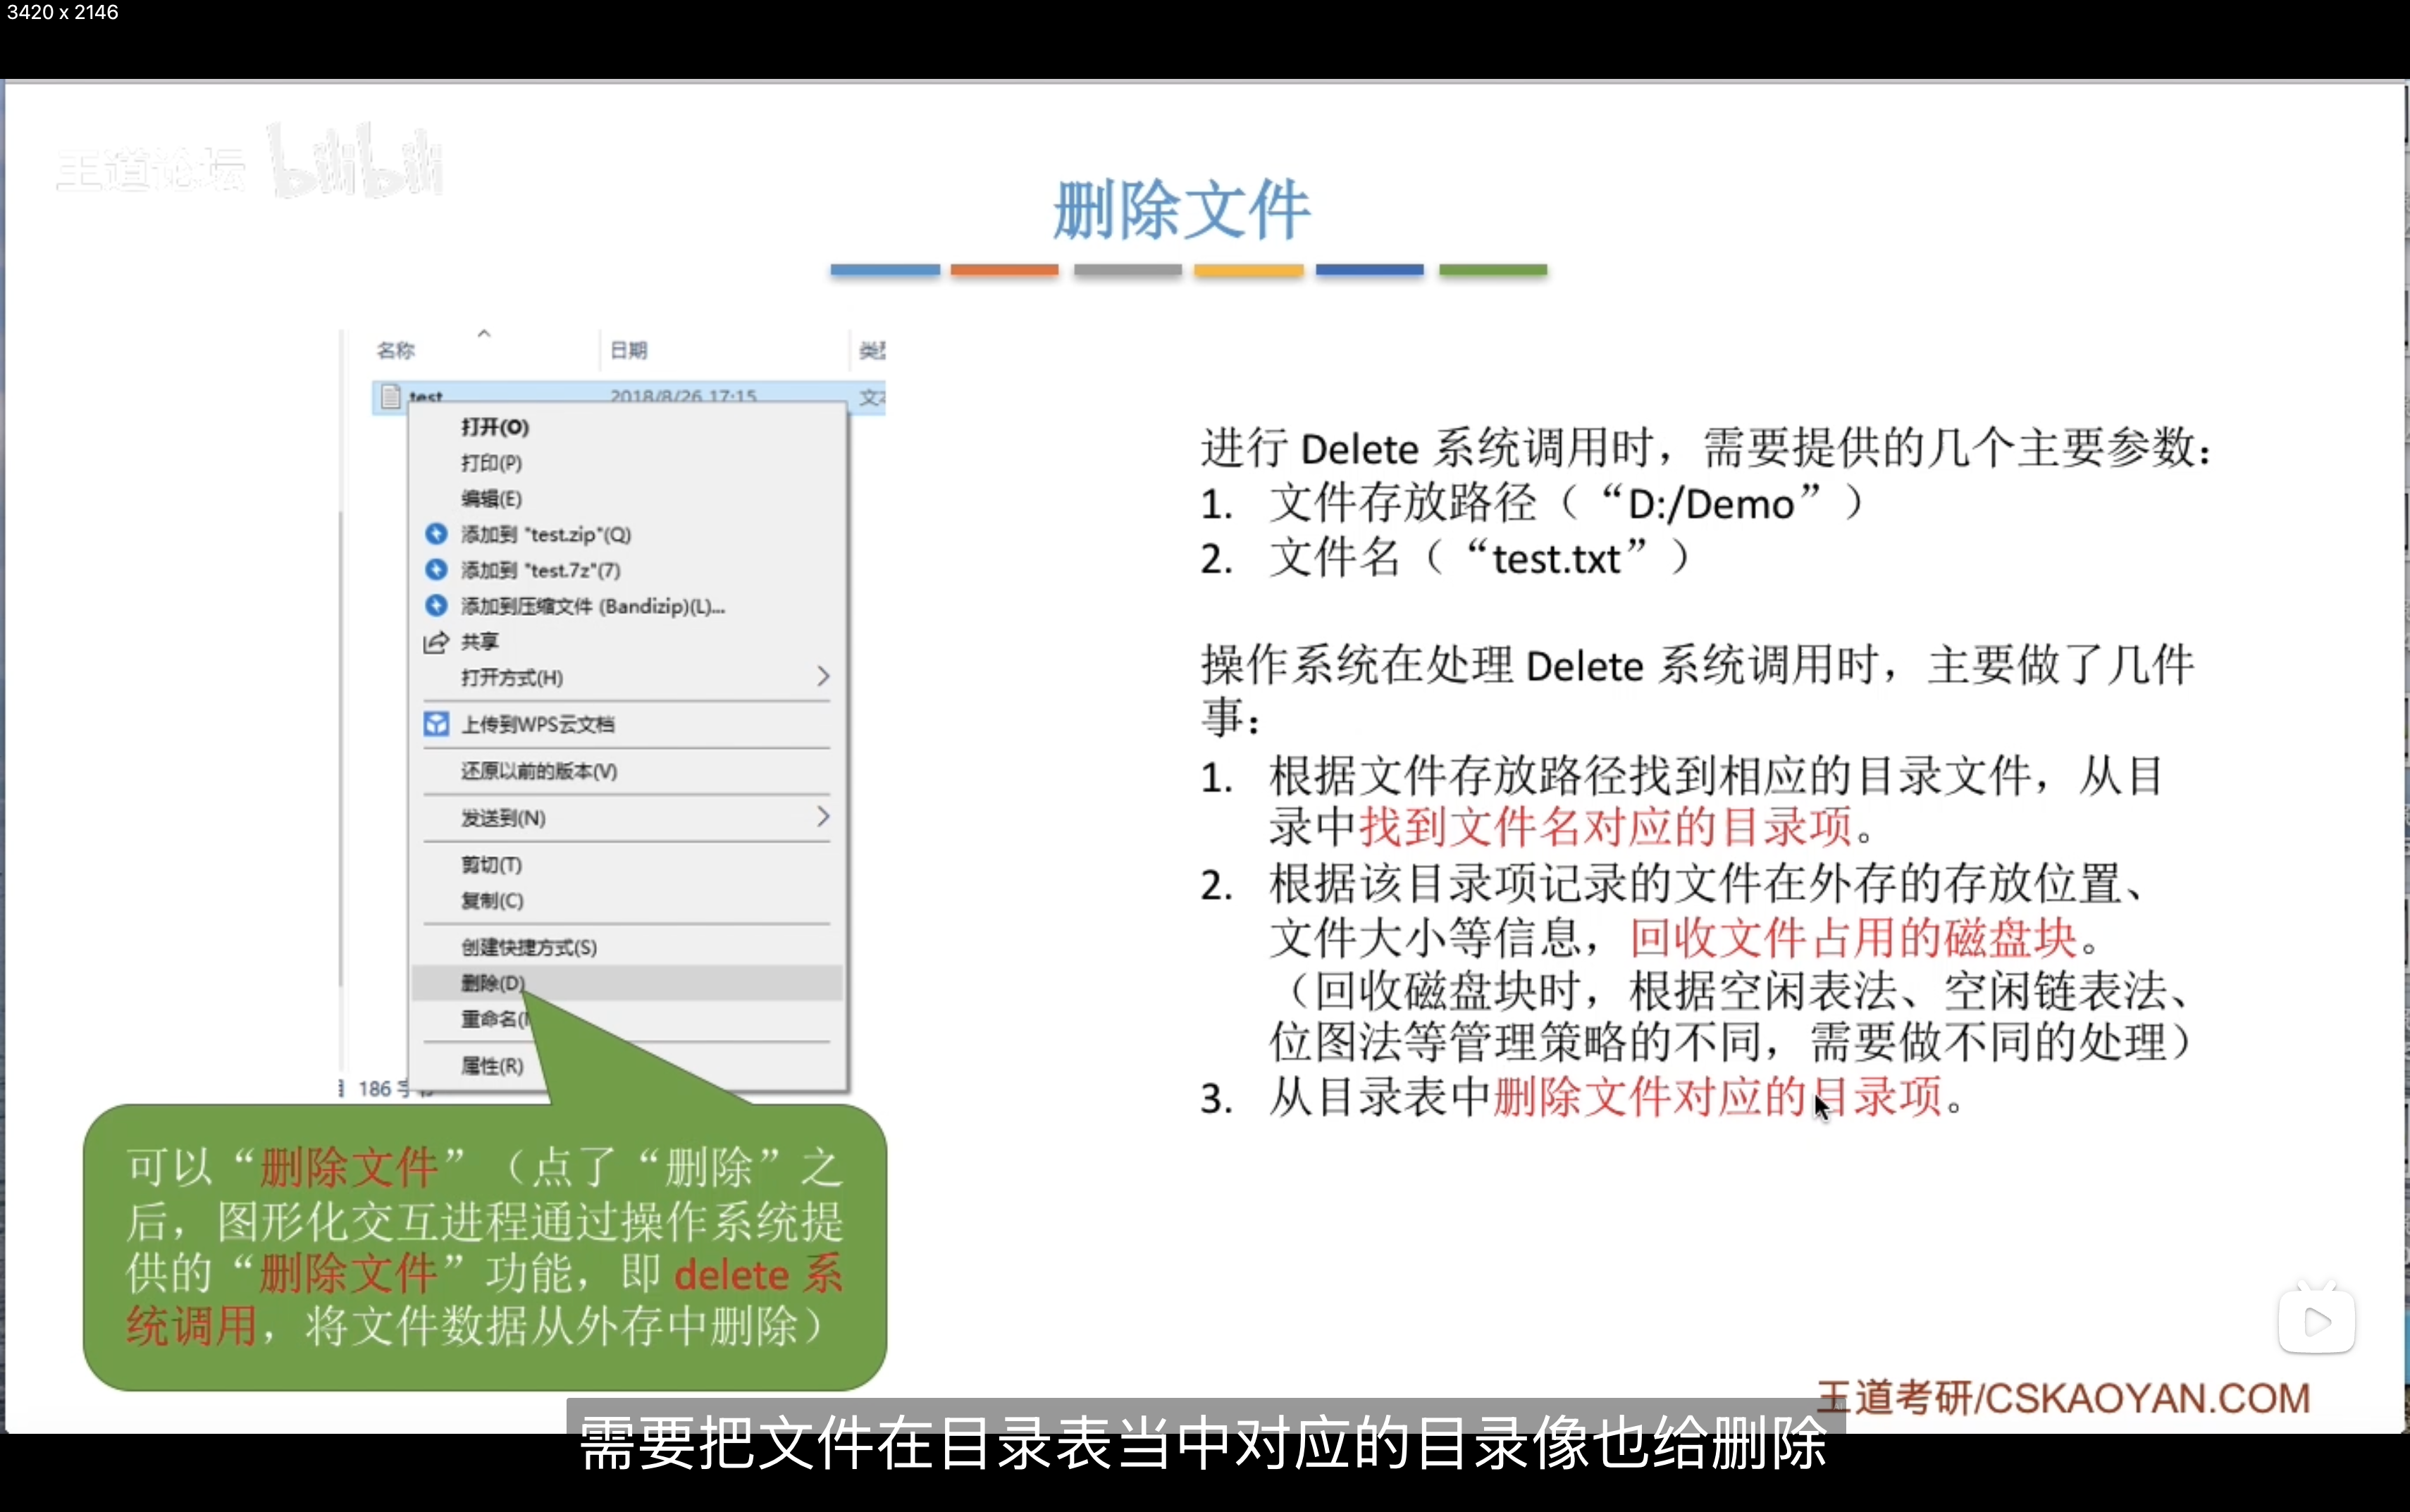 3420 x 2146
王道论坛 bilibili
删除文件
名称 日期
test 2018/8/26 17:15
打开(O)
打印(P)
编辑(E)
添加到 "test.zip"(Q)
添加到 "test.7z"(7)
添加到压缩文件 (Bandizip)(L)...
共享
打开方式(H)
上传到WPS云文档
还原以前的版本(V)
发送到(N)
剪切(T)
复制(C)
创建快捷方式(S)
删除(D)
重命名
属性(R)
186
可以“删除文件”（点了“删除”之
后，图形化交互进程通过操作系统提
供的“删除文件”功能，即 delete 系
统调用，将文件数据从外存中删除）
进行 Delete 系统调用时，需要提供的几个主要参数：
1. 文件存放路径（“D:/Demo”）
2. 文件名（“test.txt”）
操作系统在处理 Delete 系统调用时，主要做了几件
事：
1. 根据文件存放路径找到相应的目录文件，从目
录中找到文件名对应的目录项。
2. 根据该目录项记录的文件在外存的存放位置、
文件大小等信息，回收文件占用的磁盘块。
（回收磁盘块时，根据空闲表法、空闲链表法、
位图法等管理策略的不同，需要做不同的处理）
3. 从目录表中删除文件对应的目录项。
王道考研/CSKAOYAN.COM
需要把文件在目录表当中对应的目录像也给删除